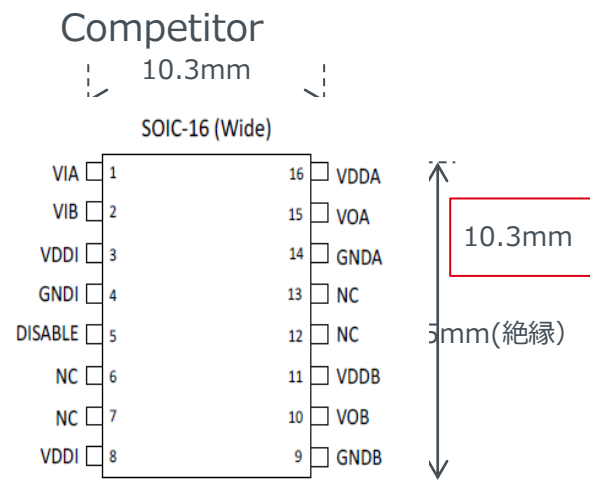 Competitor
10.3mm
SOIC-16 (Wide)
VIA 1 16 VDDA
VIB 2 15 VOA
VDDI 3 14 GNDA
GNDI 4 13 NC
DISABLE 5 12 NC
NC 6 11 VDDB
NC 7 10 VOB
VDDI 8 9 GNDB
10.3mm
5mm(絶縁）